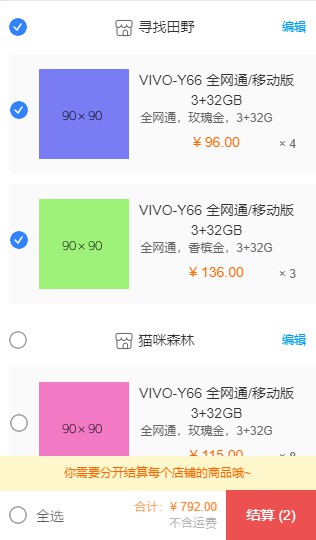 寻找田野
编辑
90×90
VIVO-Y66 全网通/移动版
3+32GB
全网通，玫瑰金，3+32G
¥ 96.00
× 4
90×90
VIVO-Y66 全网通/移动版
3+32GB
全网通，香槟金，3+32G
¥ 136.00
× 3
猫咪森林
编辑
90×90
VIVO-Y66 全网通/移动版
3+32GB
全网通，玫瑰金，3+32G
¥ 115.00
你需要分开结算每个店铺的商品哦~
全选
合计：¥ 792.00
不含运费
结算 (2)